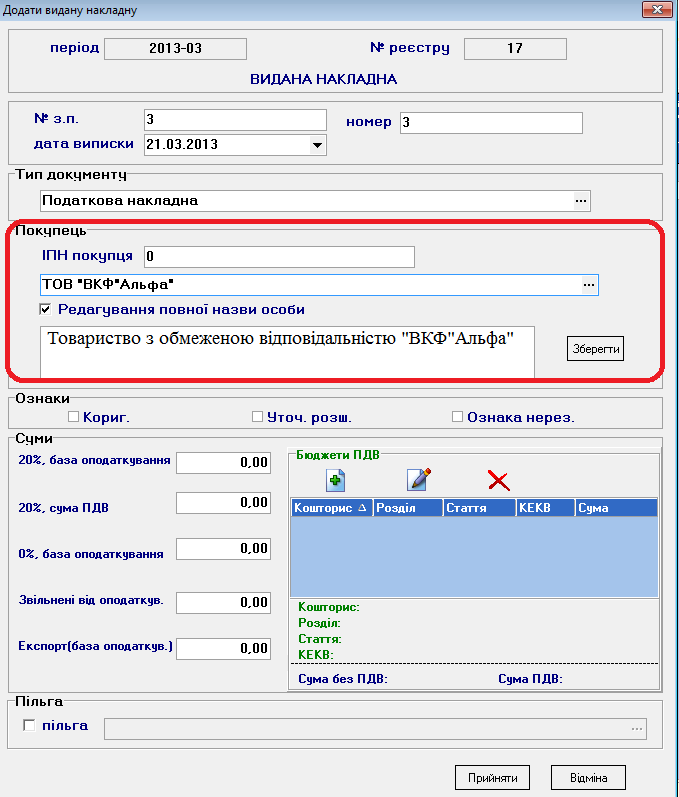 Додати видану накладну
період 2013-03 № реєстру 17
ВИДАНА НАКЛАДНА
№ з.п. 3 номер 3
дата виписки 21.03.2013
Тип документу
Податкова накладна ...
Покупець
ІПН покупця 0
ТОВ "ВКФ"Альфа" ...
Редагування повної назви особи
Товариство з обмеженою відповідальністю "ВКФ"Альфа"
Зберегти
Ознаки
Кориг. Уточ. розш. Ознака нерез.
Суми
20%, база оподаткування 0,00
20%, сума ПДВ 0,00
0%, база оподаткування 0,00
Звільнені від оподаткув. 0,00
Експорт(база оподаткув.) 0,00
Бюджети ПДВ
Кошторис Розділ Стаття КЕКВ Сума
Кошторис:
Розділ:
Стаття:
КЕКВ:
Сума без ПДВ: Сума ПДВ:
Пільга
пільга ...
Прийняти Відміна